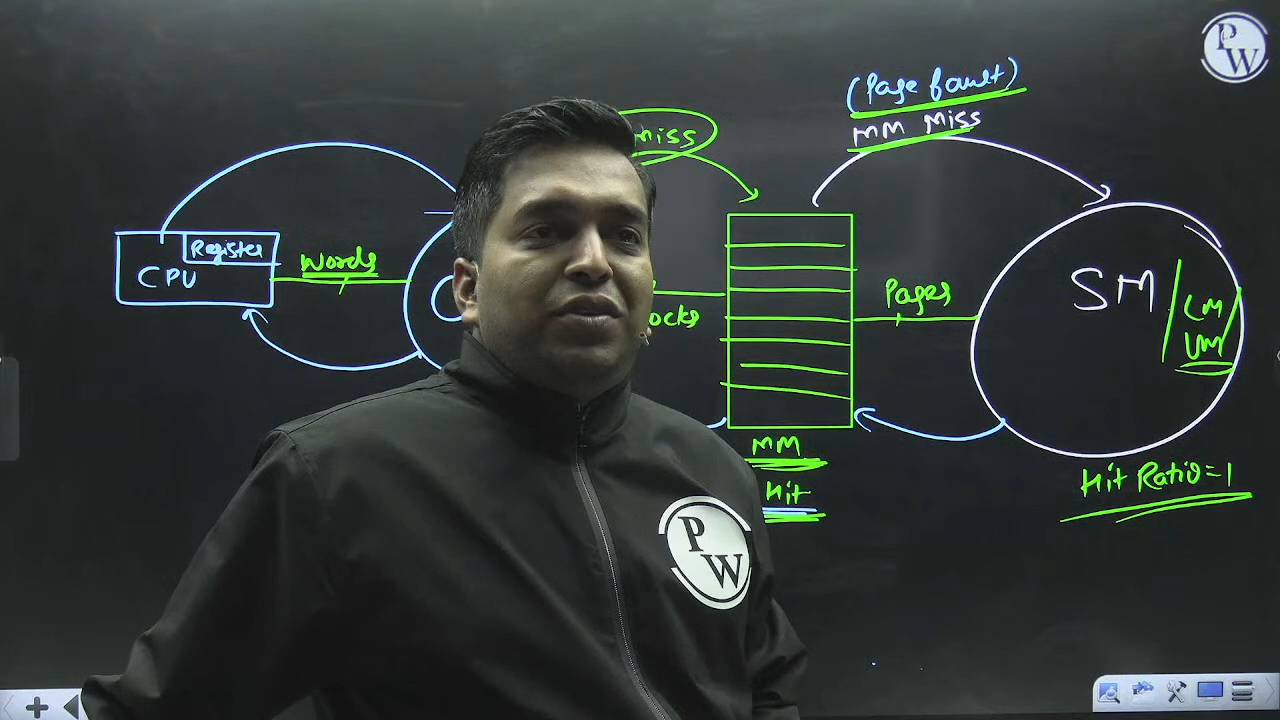 PW
(Page fault)
MM Miss
Miss
Register
CPU
Words
ocks
Pages
SM/
LM
VM
MM
Hit
Hit Ratio=1
PW